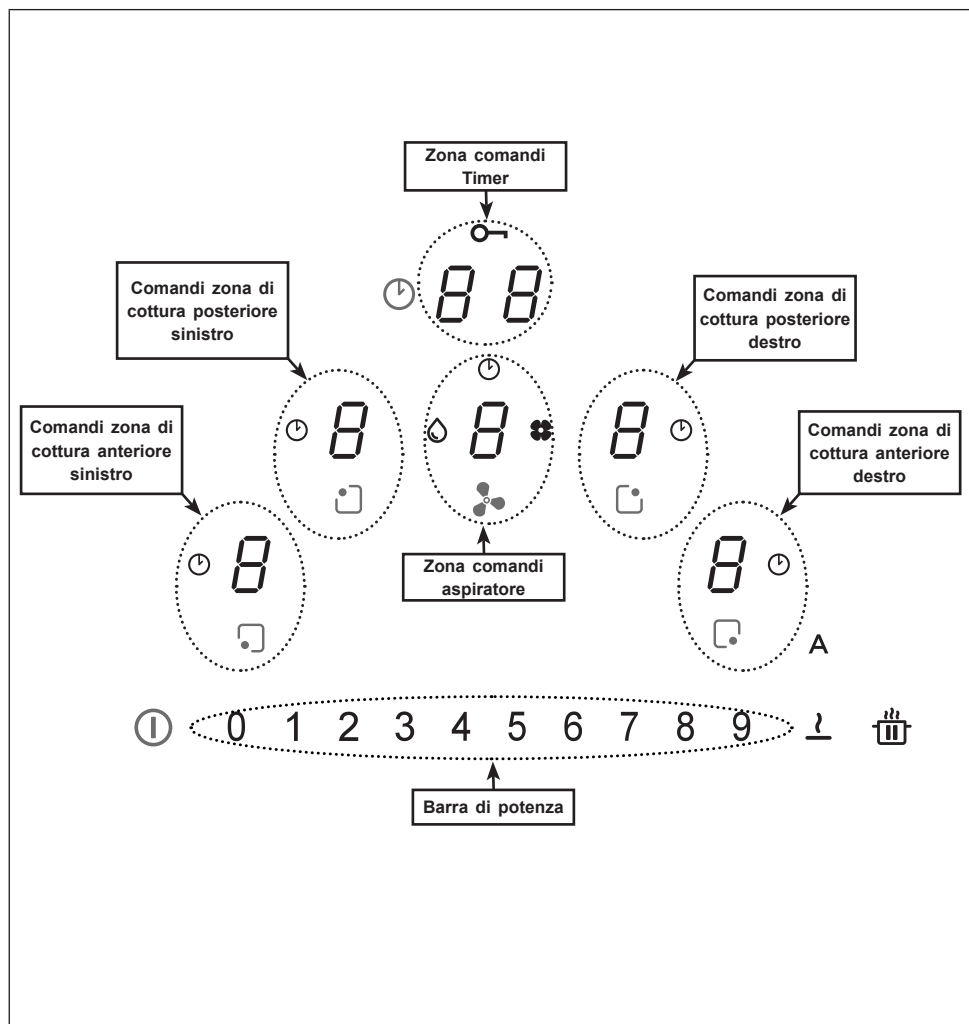 Zona comandi
Timer
8 8
Comandi zona di
cottura posteriore
sinistro
Comandi zona di
cottura posteriore
destro
8
8
8
Comandi zona di
cottura anteriore
sinistro
Comandi zona di
cottura anteriore
destro
8
8
Zona comandi
aspiratore
A
0 1 2 3 4 5 6 7 8 9
Barra di potenza